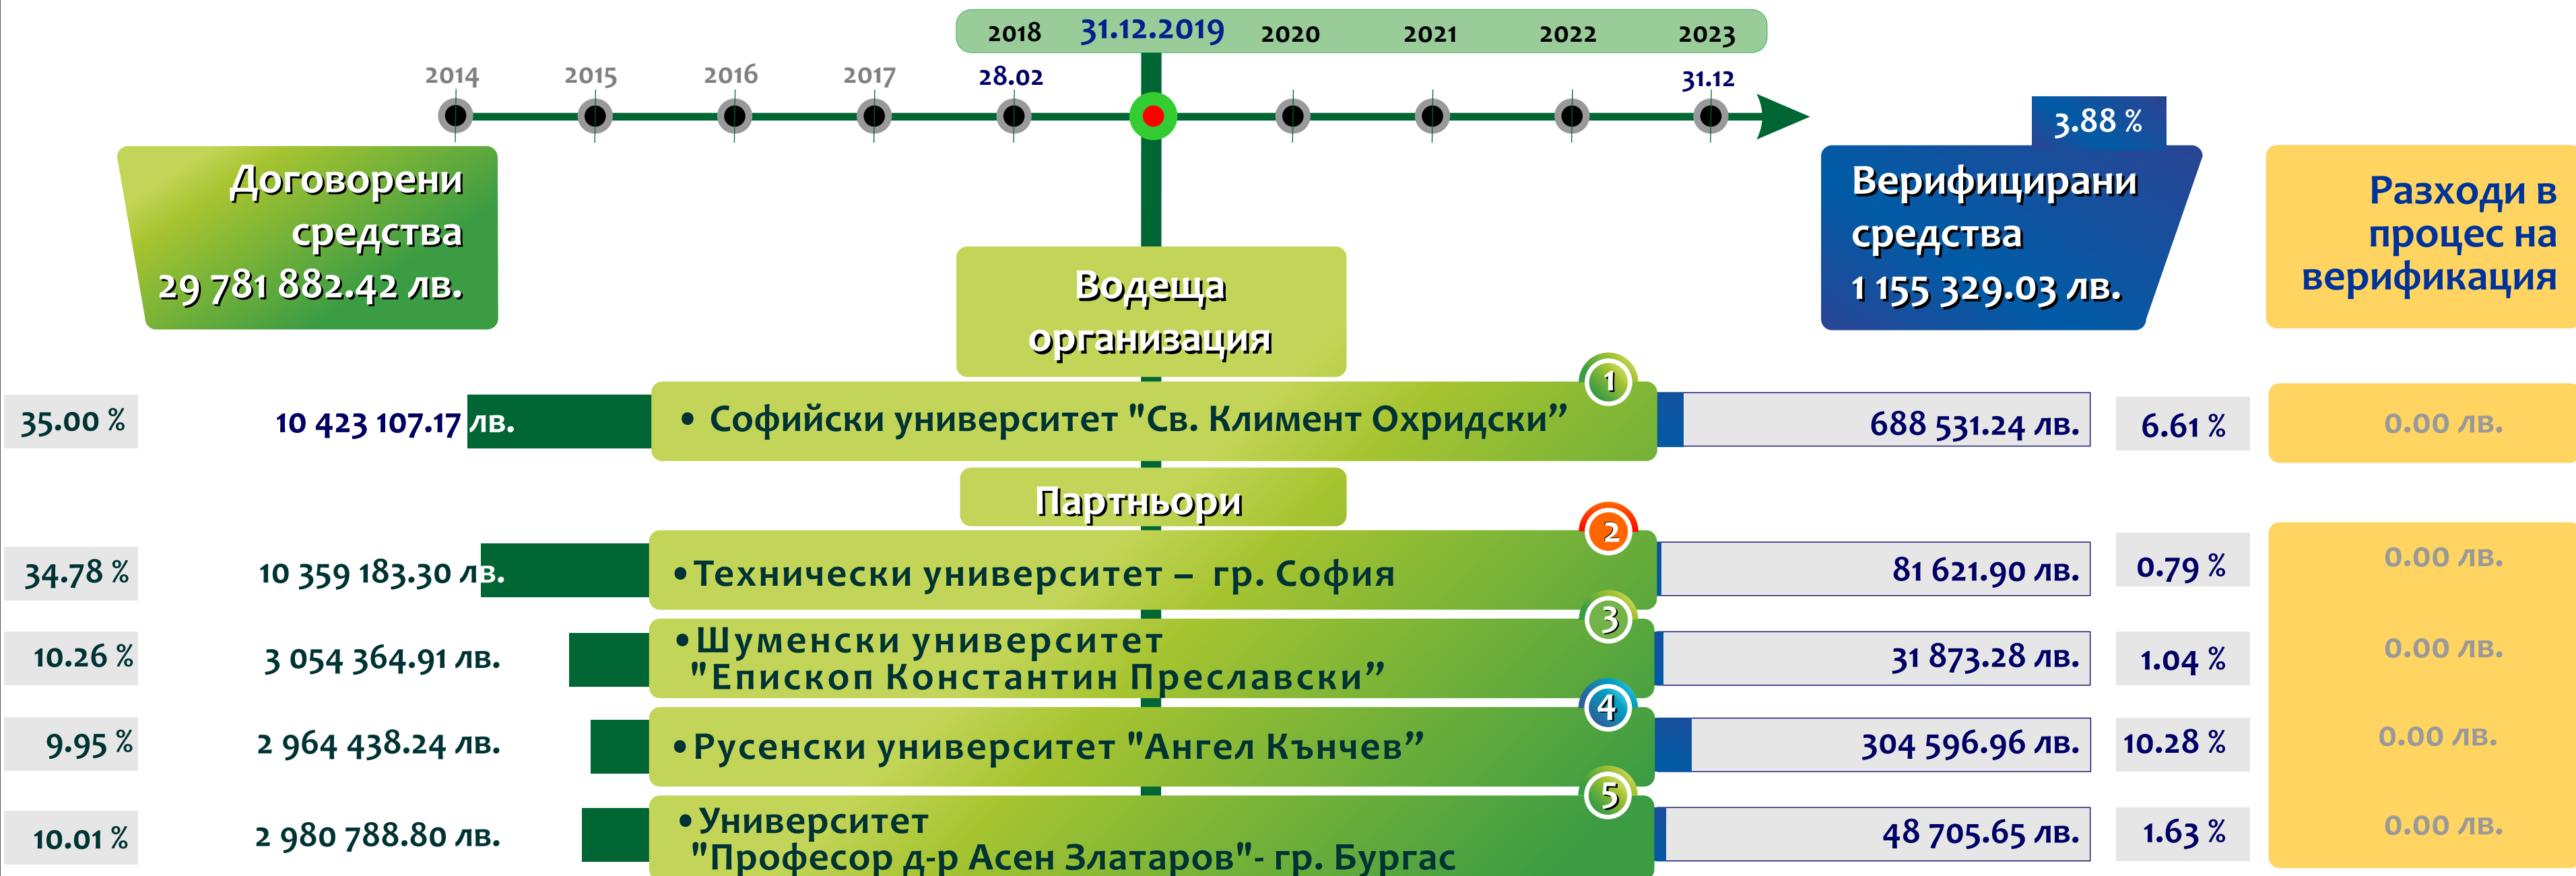 2018 31.12.2019 2020 2021 2022 2023
2014 2015 2016 2017 28.02 31.12
3.88 %
Договорени
средства
29 781 882.42 лв.
Водеща
организация
Верифицирани
средства
1 155 329.03 лв.
Разходи в
процес на
верификация
35.00 % 10 423 107.17 лв. • Софийски университет "Св. Климент Охридски” 1 688 531.24 лв. 6.61 % 0.00 лв.
Партньори
34.78 % 10 359 183.30 лв. •Технически университет – гр. София 2 81 621.90 лв. 0.79 % 0.00 лв.
10.26 % 3 054 364.91 лв. •Шуменски университет 3 31 873.28 лв. 1.04 % 0.00 лв.
"Епископ Константин Преславски”
9.95 % 2 964 438.24 лв. •Русенски университет "Ангел Кънчев” 4 304 596.96 лв. 10.28 % 0.00 лв.
10.01 % 2 980 788.80 лв. •Университет 5 48 705.65 лв. 1.63 % 0.00 лв.
"Професор д-р Асен Златаров"- гр. Бургас